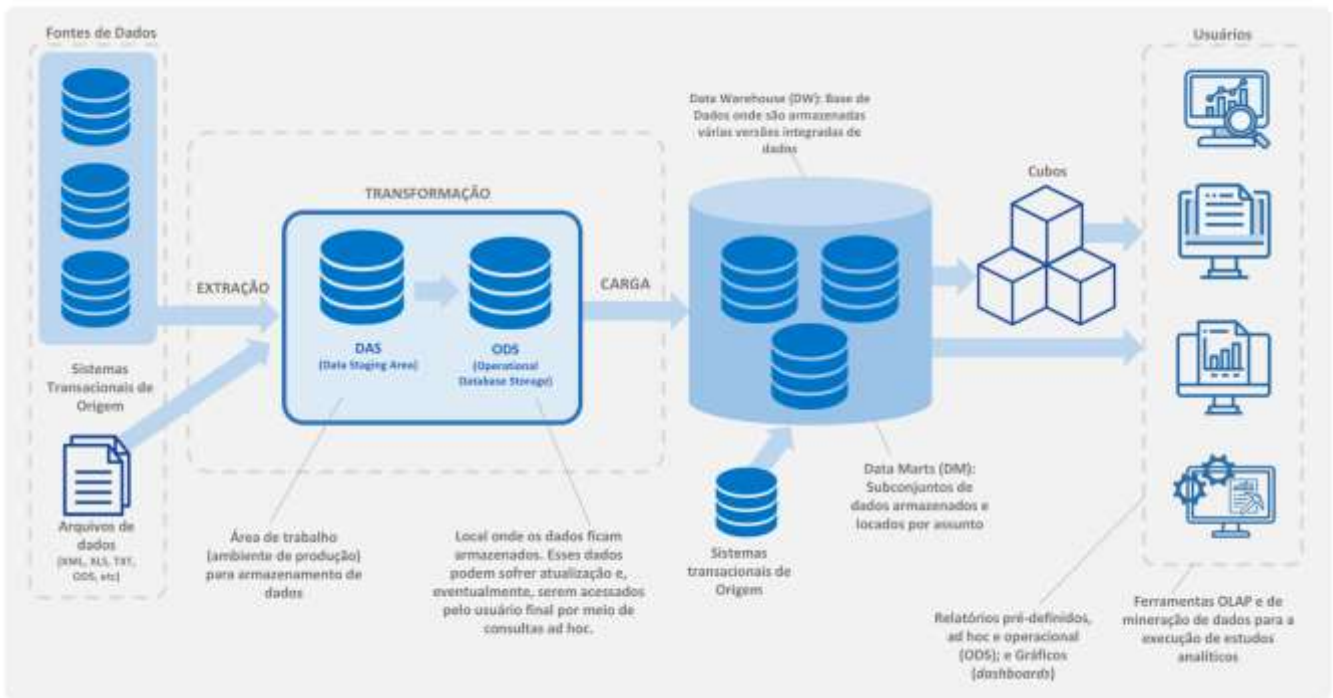 Fontes de Dados
Sistemas
Transacionais de
Origem
Arquivos de
dados
(XML, XLS, TXT,
ODS, etc)
EXTRAÇÃO
TRANSFORMAÇÃO
DAS
(Data Staging Area)
ODS
(Operational
Database Storage)
CARGA
Área de trabalho
(ambiente de produção)
para armazenamento de
dados
Local onde os dados ficam
armazenados. Esses dados
podem sofrer atualização e,
eventualmente, serem acessados
pelo usuário final por meio de
consultas ad hoc.
Data Warehouse (DW): Base de
Dados onde são armazenadas
várias versões integradas de
dados
Sistemas
transacionais de
Origem
Data Marts (DM):
Subconjuntos de
dados armazenados e
locados por assunto
Cubos
Usuários
Relatórios pré-definidos,
ad hoc e operacional
(ODS); e Gráficos
(dashboards)
Ferramentas OLAP e de
mineração de dados para a
execução de estudos
analíticos